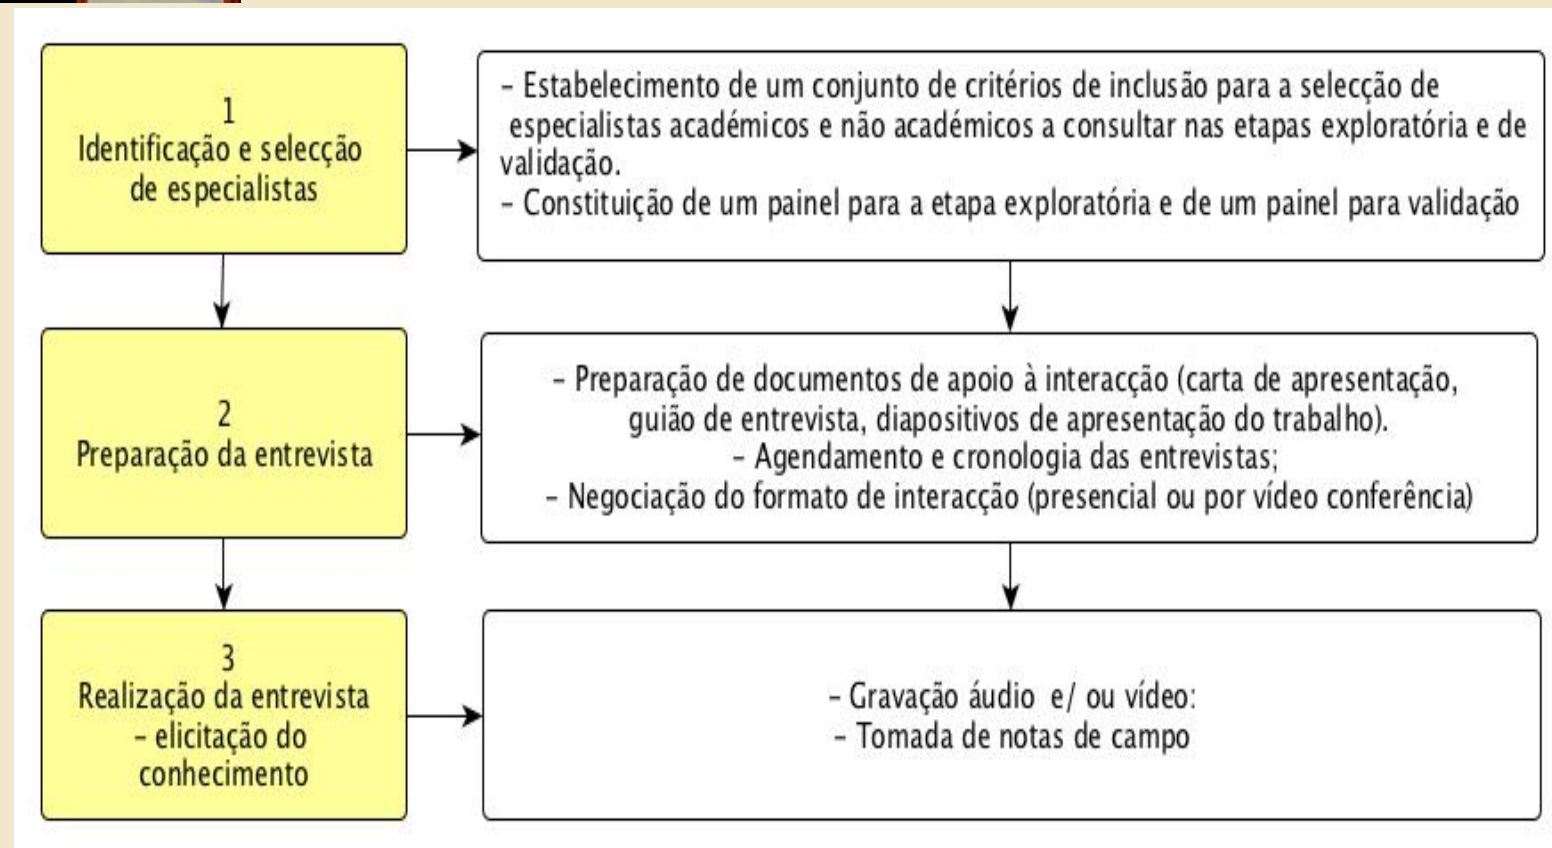 1
Identificação e selecção
de especialistas
– Estabelecimento de um conjunto de critérios de inclusão para a selecção de
especialistas académicos e não académicos a consultar nas etapas exploratória e de
validação.
– Constituição de um painel para a etapa exploratória e de um painel para validação
2
Preparação da entrevista
– Preparação de documentos de apoio à interacção (carta de apresentação,
guião de entrevista, diapositivos de apresentação do trabalho).
– Agendamento e cronologia das entrevistas;
– Negociação do formato de interacção (presencial ou por vídeo conferência)
3
Realização da entrevista
– elicitação do
conhecimento
– Gravação áudio e/ ou vídeo:
– Tomada de notas de campo